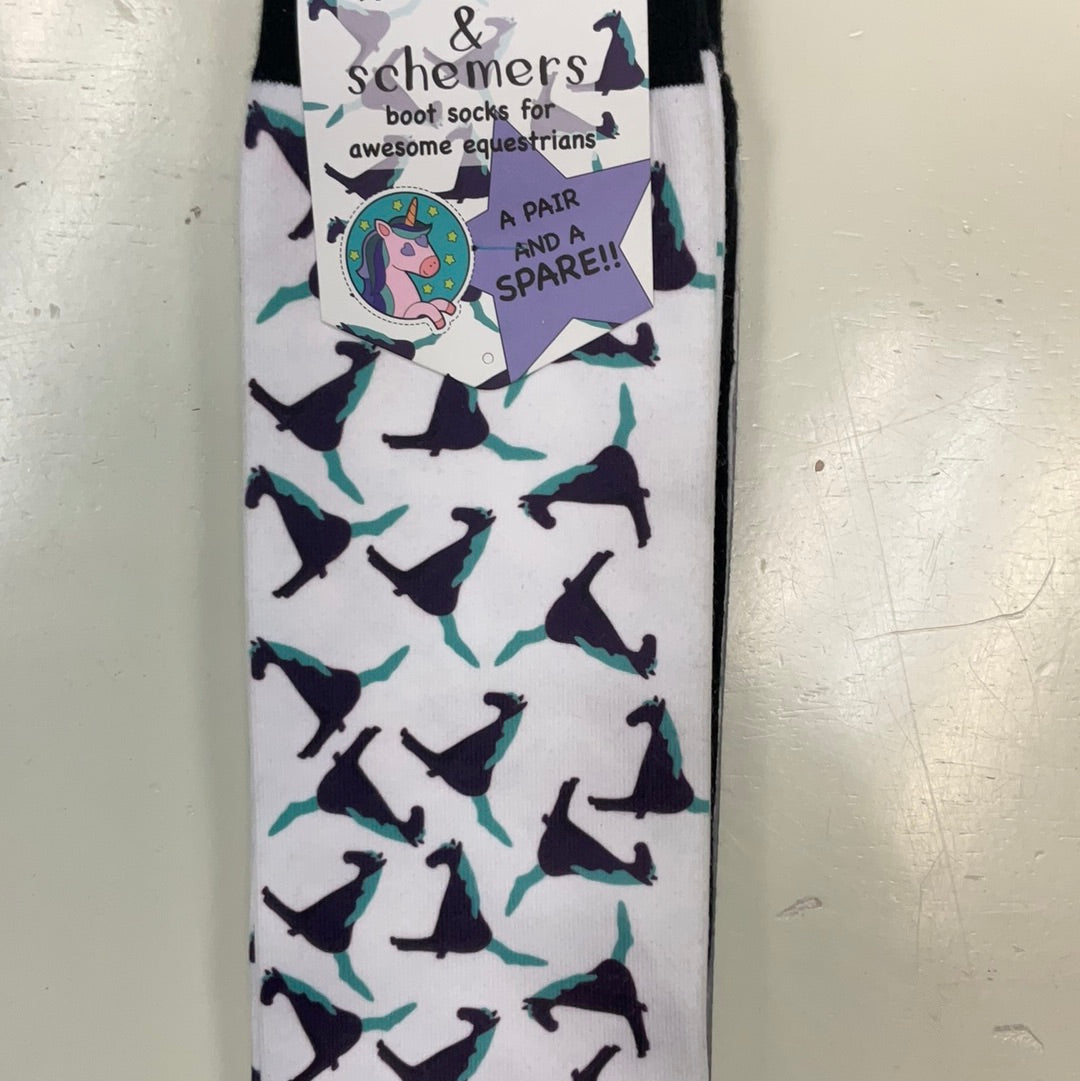 &
schemers
boot socks for
awesome equestrians
A PAIR
AND A
SPARE!!